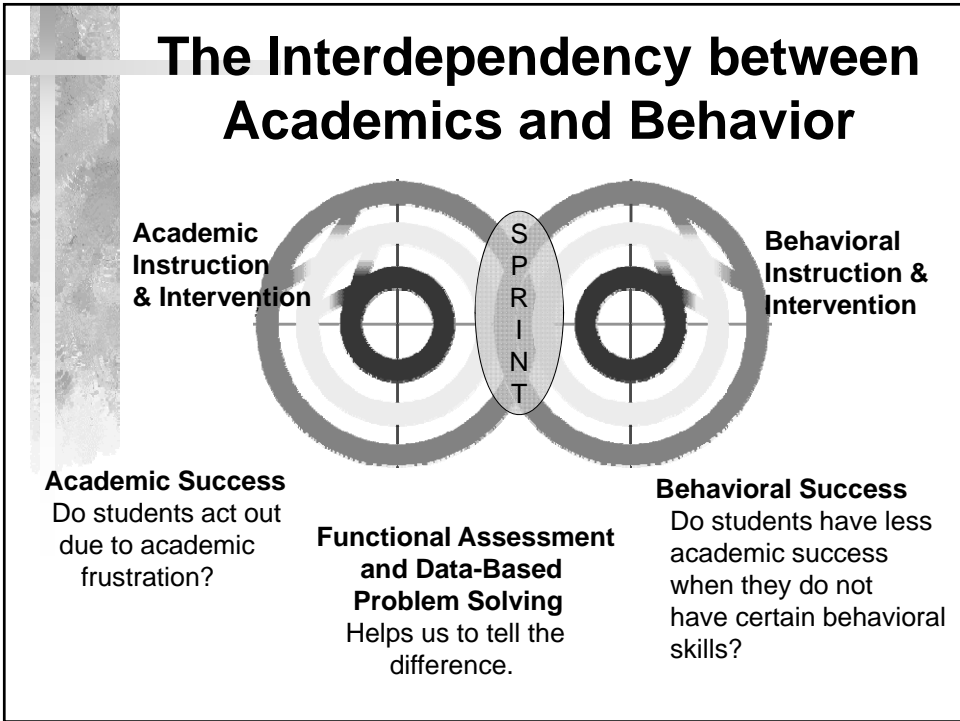 The Interdependency between
Academics and Behavior
Academic
Instruction
& Intervention
S
P
R
I
N
T
Behavioral
Instruction &
Intervention
Academic Success
Do students act out
due to academic
frustration?
Functional Assessment
and Data-Based
Problem Solving
Helps us to tell the
difference.
Behavioral Success
Do students have less
academic success
when they do not
have certain behavioral
skills?